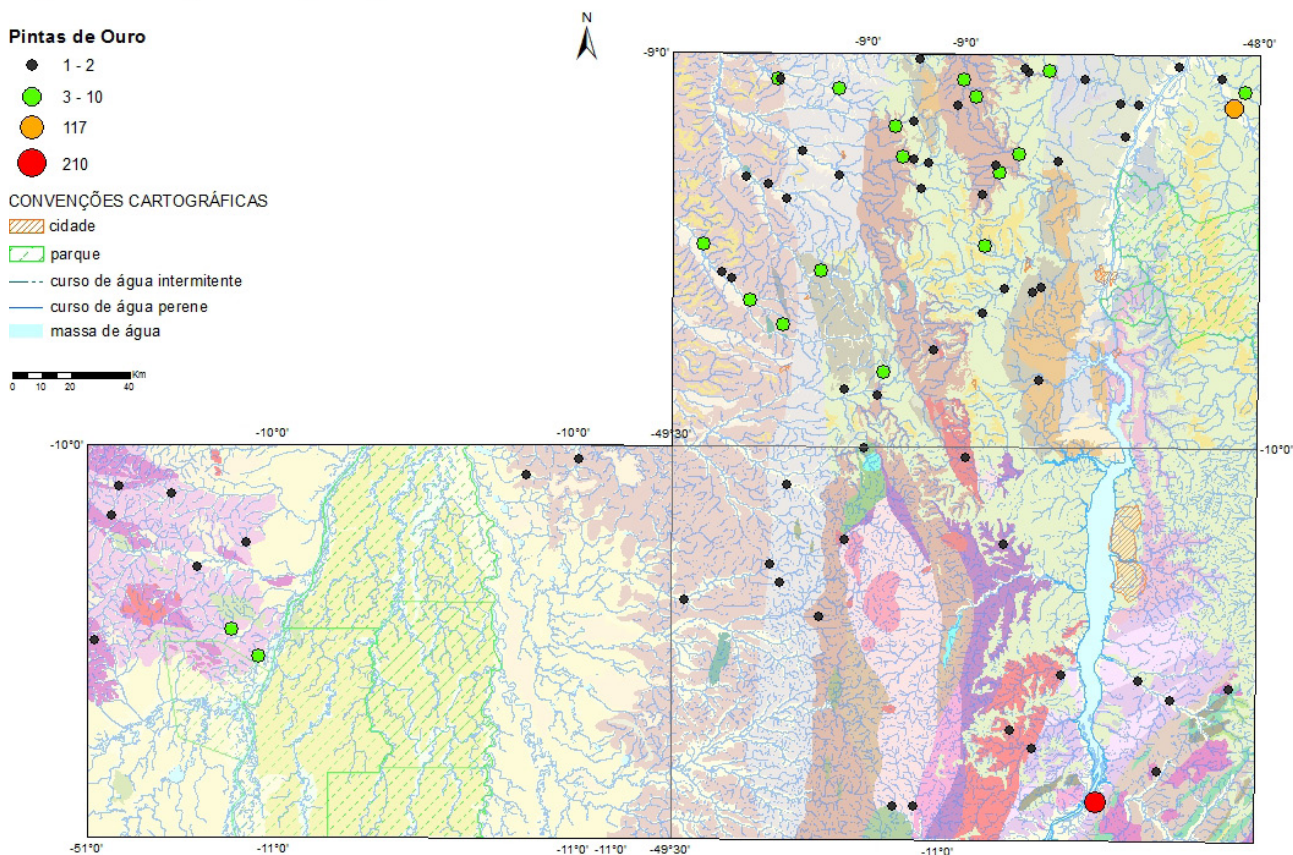 Pintas de Ouro
1 - 2
3 - 10
117
210
CONVENÇÕES CARTOGRÁFICAS
cidade
parque
curso de água intermitente
curso de água perene
massa de água
Km
0 10 20 40
N
-9°0' -9°0' -9°0' -48°0'
-10°0' -10°0' -10°0' -49°30' -10°0'
-51°0' -11°0' -11°0' -11°0' -49°30' -11°0' -48°0'